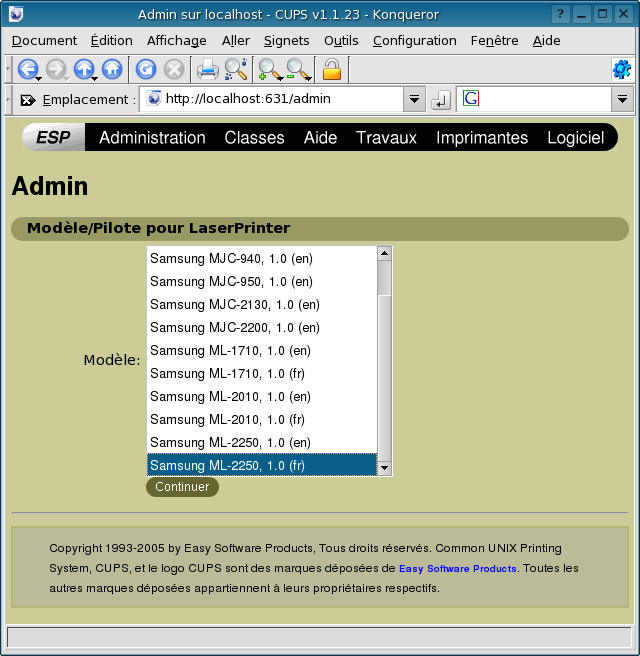 Admin sur localhost - CUPS v1.1.23 - Konqueror
Document Édition Affichage Aller Signets Outils Configuration Fenêtre Aide
Emplacement : http://localhost:631/admin G
ESP Administration Classes Aide Travaux Imprimantes Logiciel
Admin
Modèle/Pilote pour LaserPrinter
Samsung MJC-940, 1.0 (en)
Samsung MJC-950, 1.0 (en)
Samsung MJC-2130, 1.0 (en)
Samsung MJC-2200, 1.0 (en)
Samsung ML-1710, 1.0 (en)
Modèle:
Samsung ML-1710, 1.0 (fr)
Samsung ML-2010, 1.0 (en)
Samsung ML-2010, 1.0 (fr)
Samsung ML-2250, 1.0 (en)
Samsung ML-2250, 1.0 (fr)
Continuer
Copyright 1993-2005 by Easy Software Products, Tous droits réservés. Common UNIX Printing
System, CUPS, et le logo CUPS sont des marques déposées de Easy Software Products. Toutes les
autres marques déposées appartiennent à leurs propriétaires respectifs.